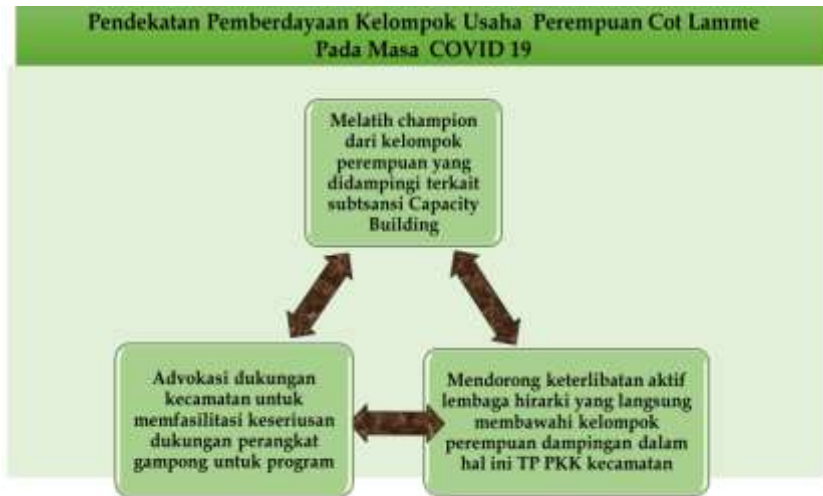 Pendekatan Pemberdayaan Kelompok Usaha Perempuan Cot Lamme
Pada Masa COVID 19
Melatih champion
dari kelompok
perempuan yang
didampingi terkait
subtsansi Capacity
Building
Advokasi dukungan
kecamatan untuk
memfasilitasi keseriusan
dukungan perangkat
gampong untuk program
Mendorong keterlibatan aktif
lembaga hirarki yang langsung
membawahi kelompok
perempuan dampingan dalam
hal ini TP PKK kecamatan